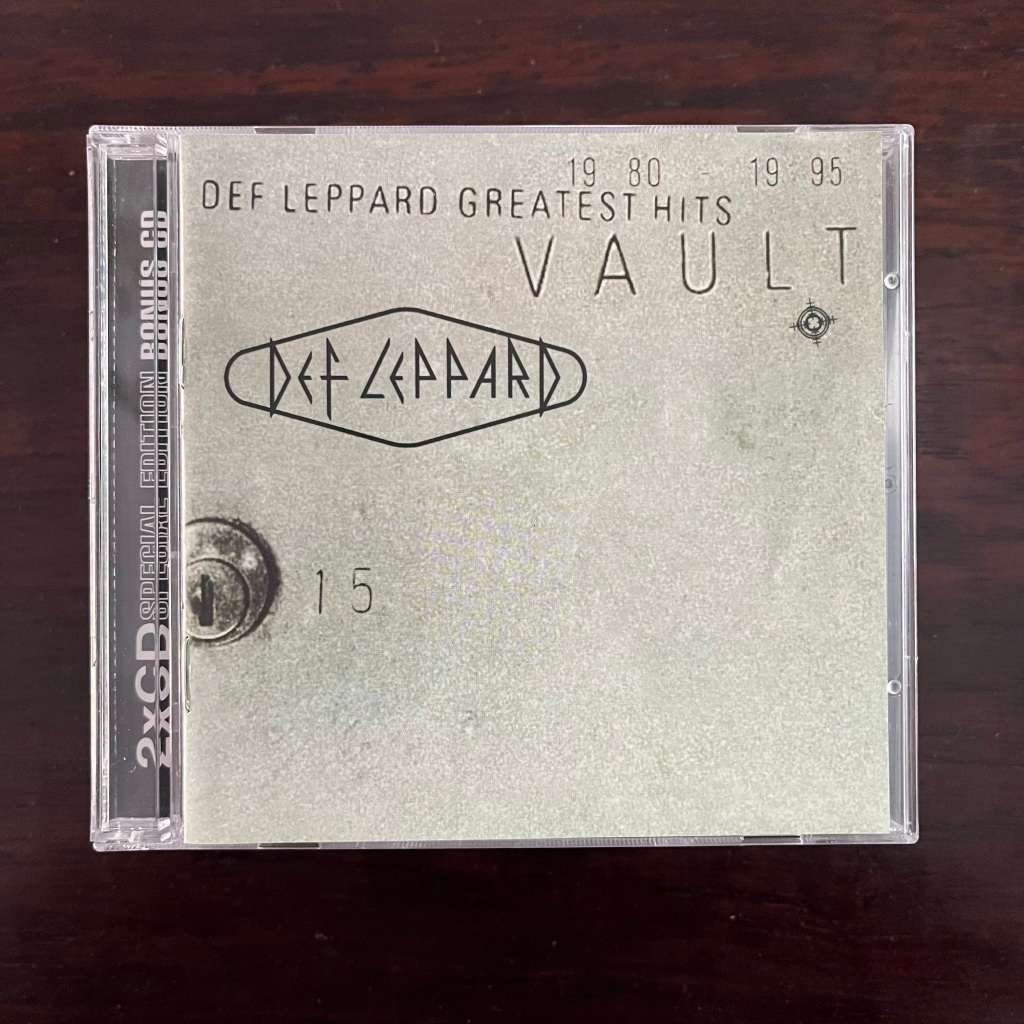 19 80 - 19 95
DEF LEPPARD GREATEST HITS
VAULT
DEF LEPPARD
15
2xCD SPECIAL EDITION BONUS CD